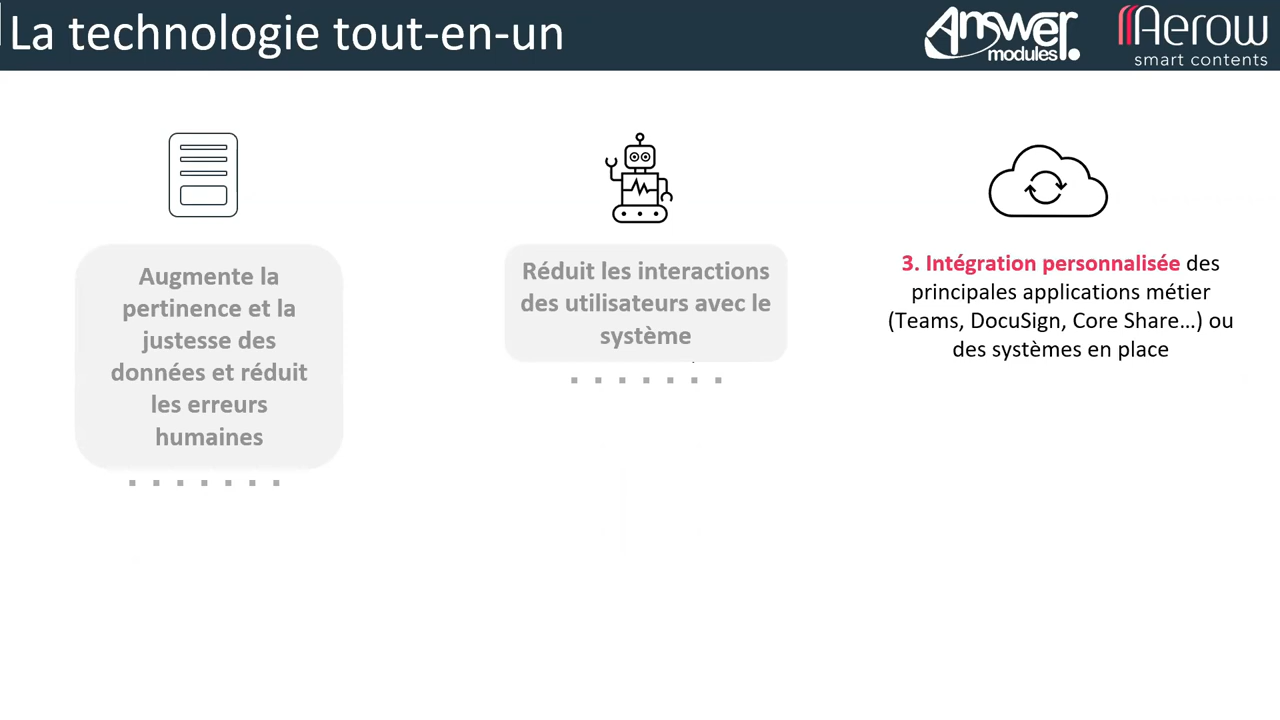 La technologie tout-en-un
Answer
modules
Aerow
smart contents
Augmente la
pertinence et la
justesse des
données et réduit
les erreurs
humaines
Réduit les interactions
des utilisateurs avec le
système
3. Intégration personnalisée des
principales applications métier
(Teams, DocuSign, Core Share…) ou
des systèmes en place